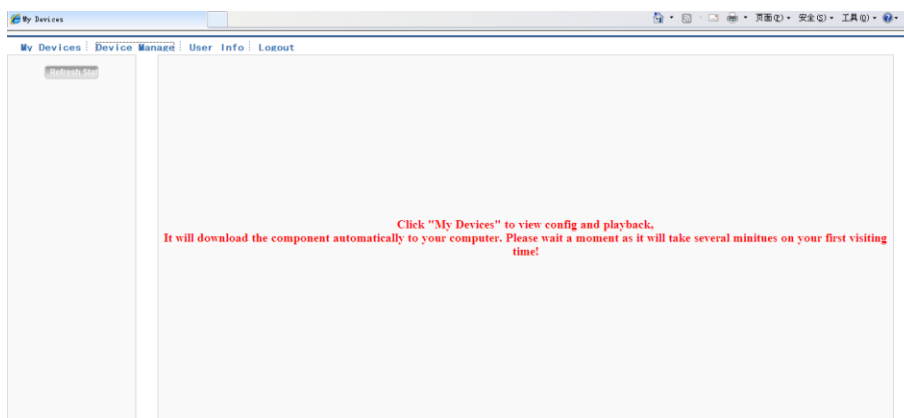 My Devices
页面(P) 安全(S) 工具(O)
My Devices Device Manage User Info Logout
Refresh Stat
Click "My Devices" to view config and playback,
It will download the component automatically to your computer. Please wait a moment as it will take several minitues on your first visiting
time!